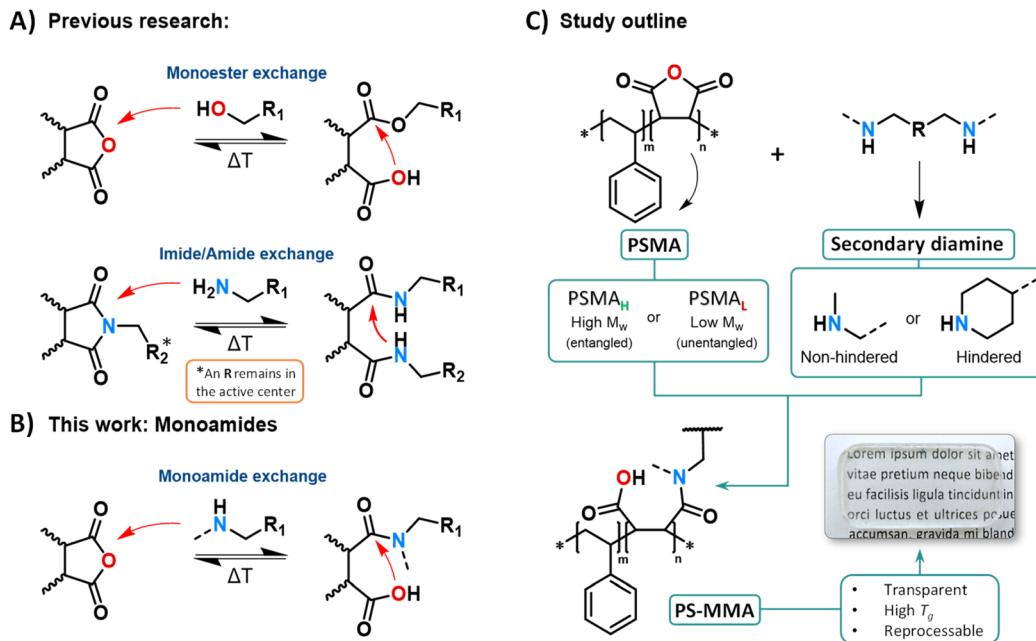 A) Previous research:
Monoester exchange
O
O
O
HO
R1
ΔT
O
O
R1
OH
O
Imide/Amide exchange
O
N
O
R2*
H2N
R1
ΔT
*An R remains in
the active center
O
N
H
R1
H
N
O
R2
B) This work: Monoamides
Monoamide exchange
O
O
O
H
N
R1
ΔT
O
N
R1
OH
O
C) Study outline
O
O
O
*
m
n
*
+
N
H
R
N
H
PSMA
Secondary diamine
PSMAH
High Mw
(entangled)
or
PSMAL
Low Mw
(unentangled)
HN
Non-hindered
or
HN
Hindered
O
OH
N
O
*
m
n
*
PS-MMA
Lorem ipsum dolor sit amet
vitae pretium neque bibend
eu facilisis ligula tincidunt in
orci luctus et ultrices posue
accumsan, gravida mi bland
• Transparent
• High Tg
• Reprocessable